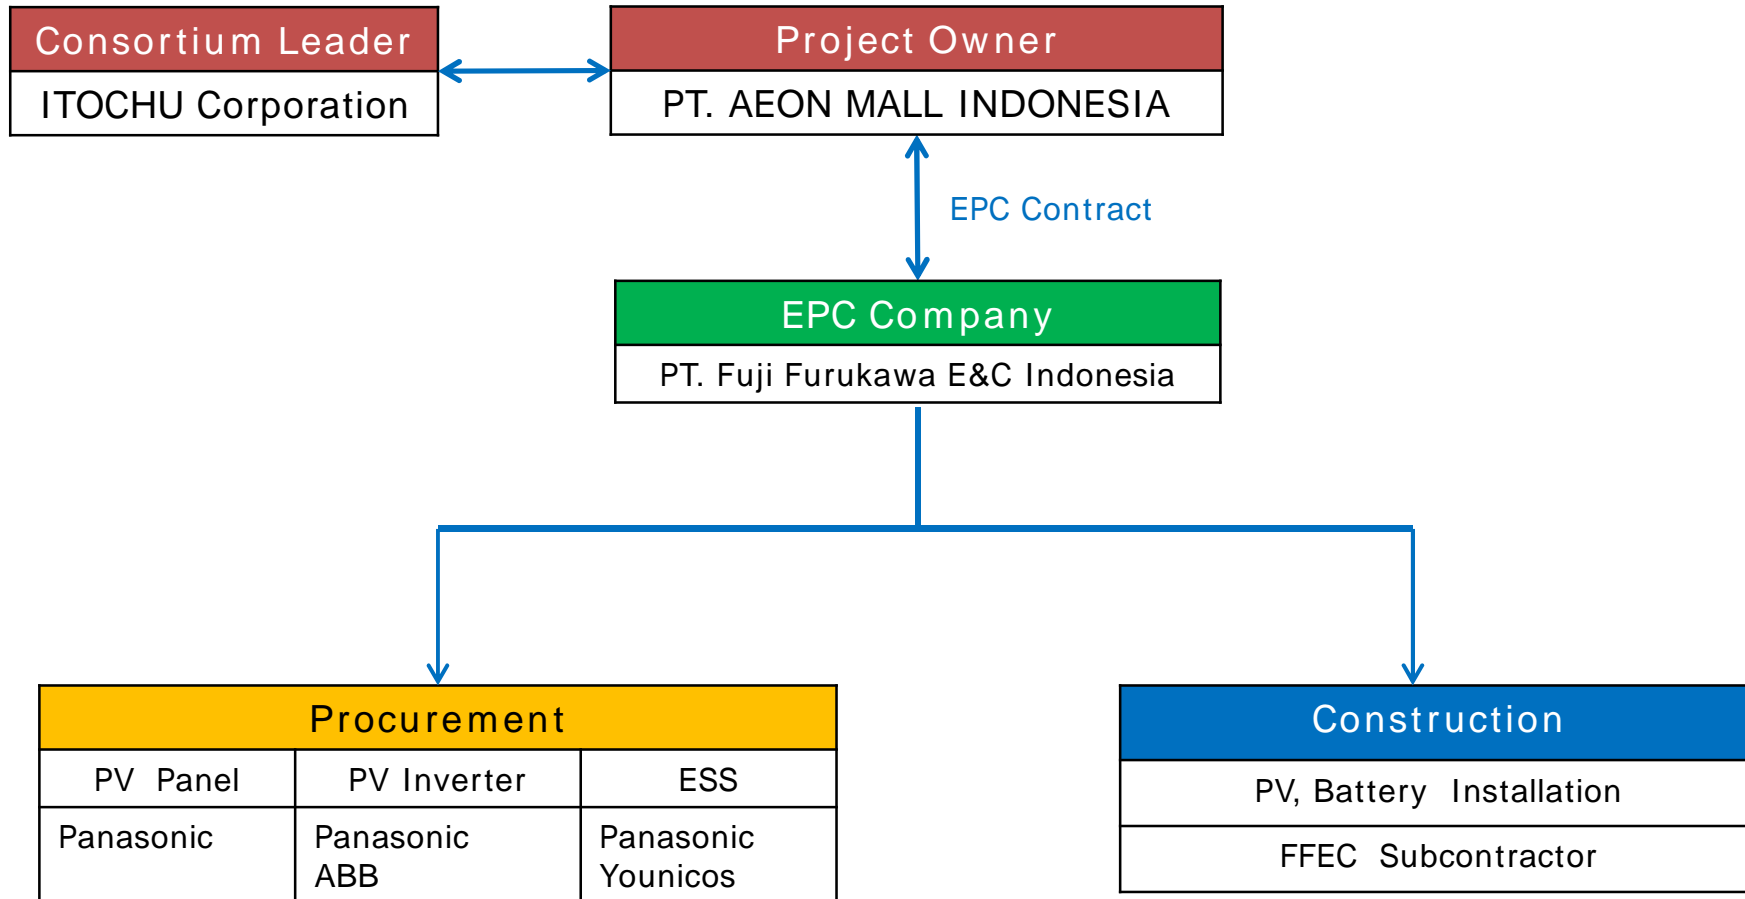 Consortium Leader
ITOCHU Corporation
Project Owner
PT. AEON MALL INDONESIA
EPC Contract
EPC Company
PT. Fuji Furukawa E&C Indonesia
Procurement
PV Panel
PV Inverter
ESS
Panasonic
Panasonic
ABB
Panasonic
Younicos
Construction
PV, Battery Installation
FFEC Subcontractor